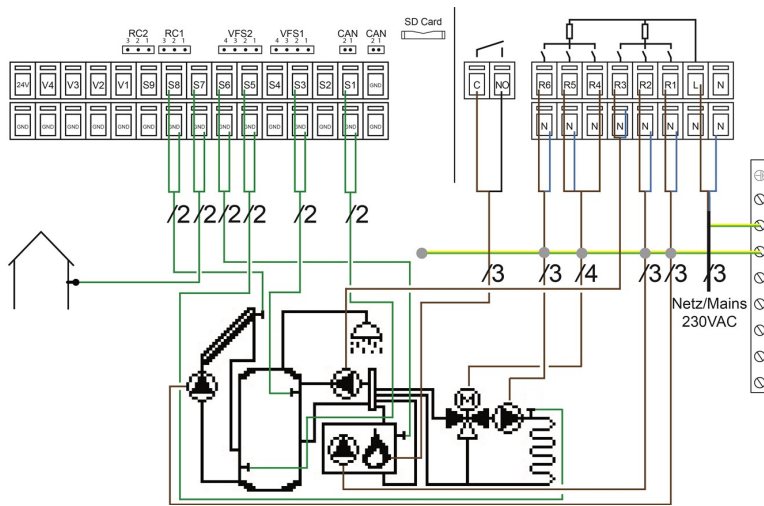 RC2 RC1 VFS2 VFS1 CAN CAN SD Card
3 2 1 3 2 1 4 3 2 1 4 3 2 1 2 1 2 1
24V V4 V3 V2 V1 S9 S8 S7 S6 S5 S4 S3 S2 S1 GND C NO R6 R5 R4 R3 R2 R1 L N
GND GND GND GND GND GND GND GND GND GND GND GND GND GND GND N N N N N N N N
/2 /2 /2 /2 /2 /2
/3 /3 /4 /3 /3 /3
Netz/Mains
230VAC
M